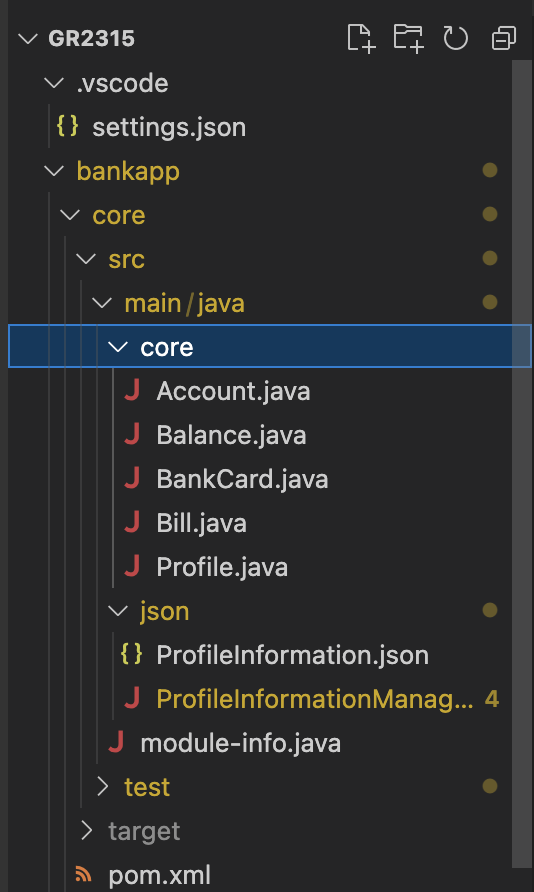 GR2315
.vscode
{} settings.json
bankapp
core
src
main/java
core
J Account.java
J Balance.java
J BankCard.java
J Bill.java
J Profile.java
json
{} ProfileInformation.json
J ProfileInformationManag... 4
J module-info.java
test
target
pom.xml